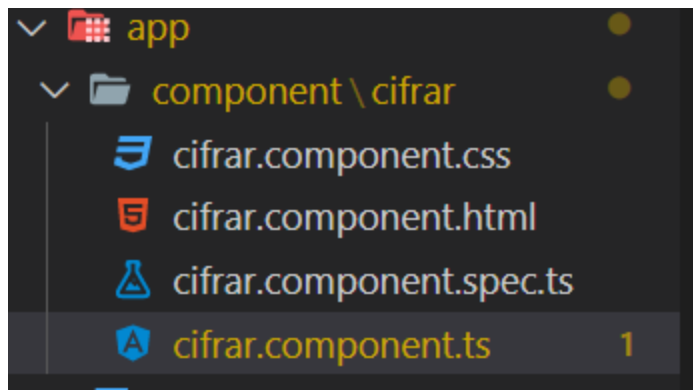 app
component \ cifrar
cifrar.component.css
cifrar.component.html
cifrar.component.spec.ts
cifrar.component.ts 1